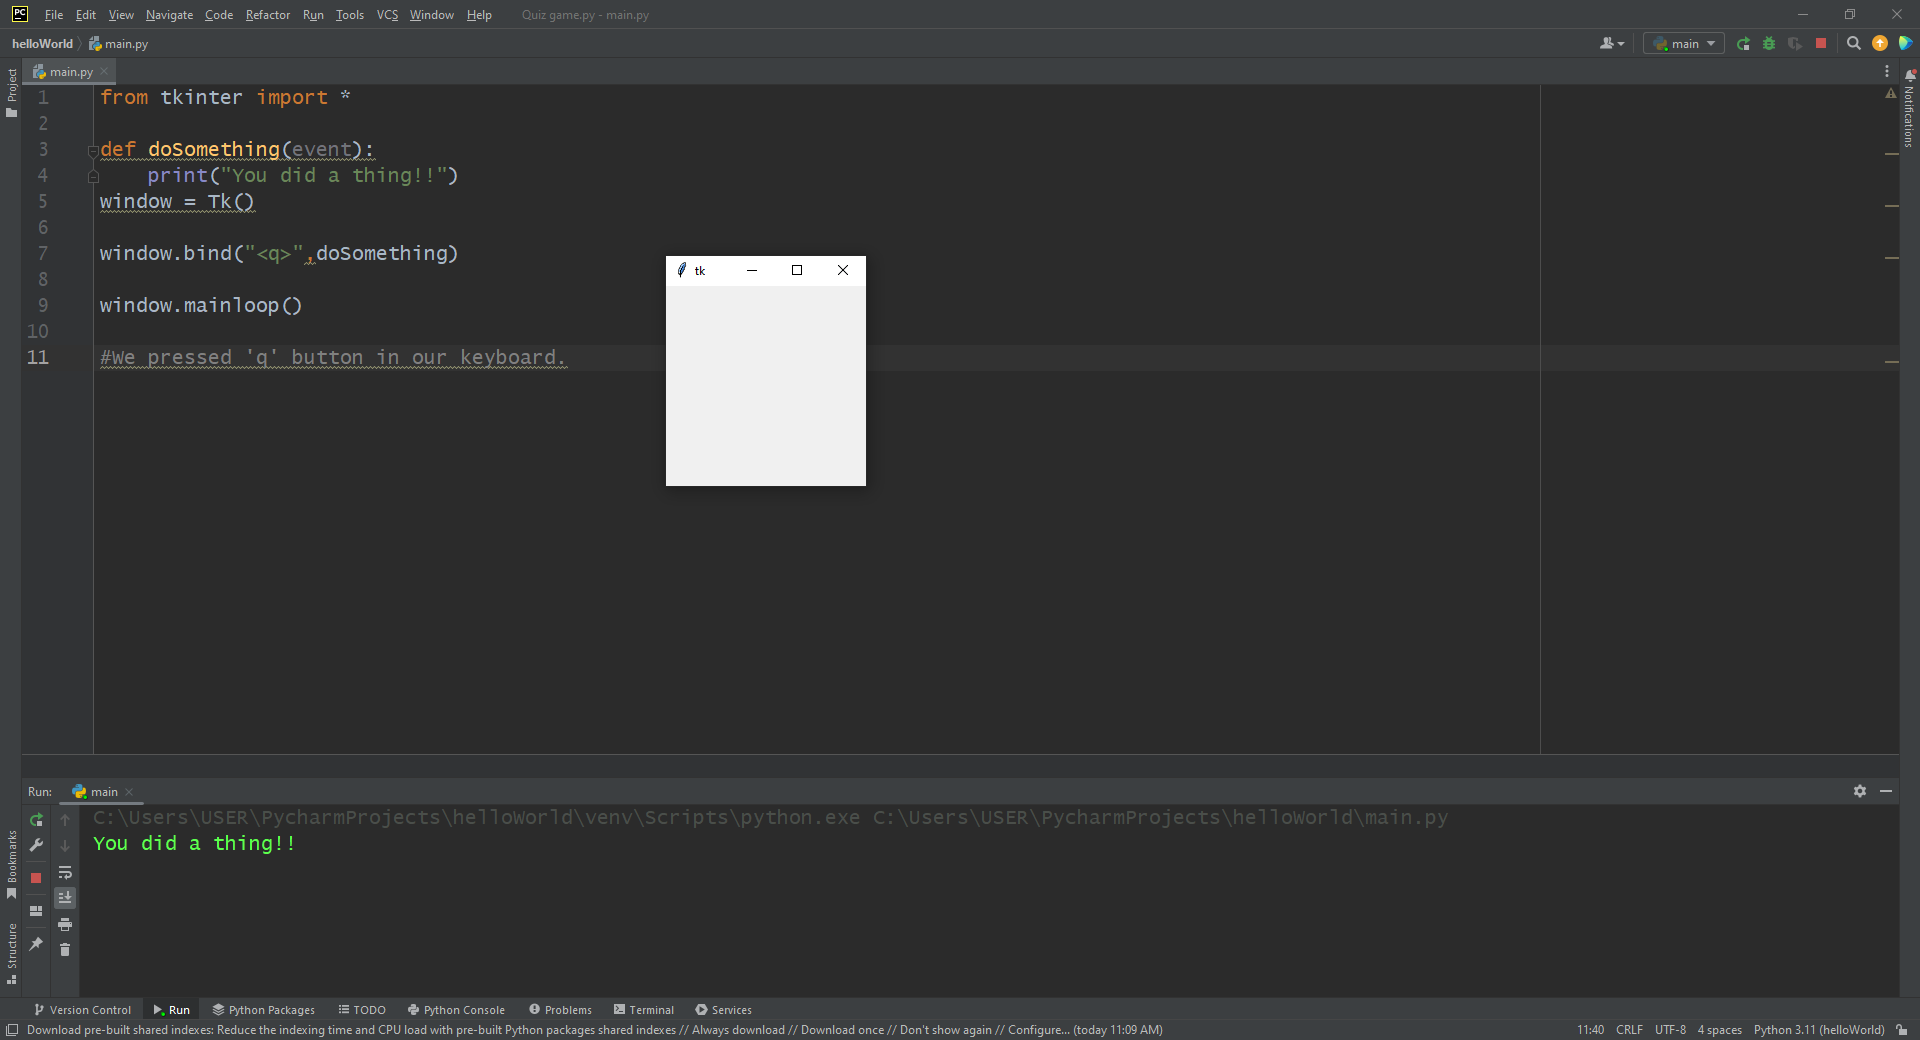 PC File Edit View Navigate Code Refactor Run Tools VCS Window Help Quiz game.py - main.py
helloWorld main.py main
Project
main.py
Notifications
1 from tkinter import *
2
3 def doSomething(event):
4 print("You did a thing!!")
5 window = Tk()
6
7 window.bind("<q>",doSomething)
8
9 window.mainloop()
10
11 #We pressed 'q' button in our keyboard.
tk
Run: main
C:\Users\USER\PycharmProjects\helloWorld\venv\Scripts\python.exe C:\Users\USER\PycharmProjects\helloWorld\main.py
You did a thing!!
Bookmarks
Structure
Version Control Run Python Packages TODO Python Console Problems Terminal Services
Download pre-built shared indexes: Reduce the indexing time and CPU load with pre-built Python packages shared indexes // Always download // Download once // Don't show again // Configure... (today 11:09 AM) 11:40 CRLF UTF-8 4 spaces Python 3.11 (helloWorld)